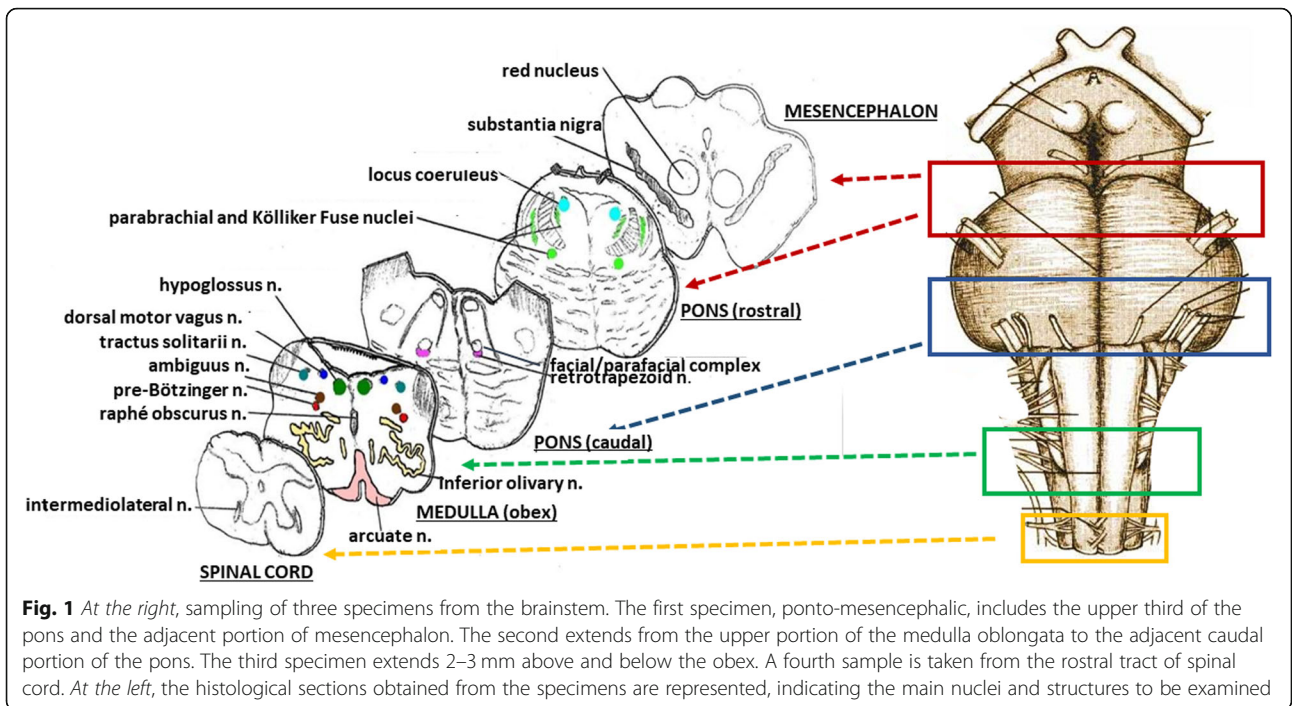 red nucleus
MESENCEPHALON
substantia nigra
locus coeruleus
parabrachial and Kölliker Fuse nuclei
hypoglossus n.
PONS (rostral)
dorsal motor vagus n.
tractus solitarii n.
facial/parafacial complex
ambiguus n.
retrotrapezoid n.
pre-Bötzinger n.
raphé obscurus n.
PONS (caudal)
inferior olivary n.
intermediolateral n.
MEDULLA (obex)
arcuate n.
SPINAL CORD
A
Fig. 1 At the right, sampling of three specimens from the brainstem. The first specimen, ponto-mesencephalic, includes the upper third of the
pons and the adjacent portion of mesencephalon. The second extends from the upper portion of the medulla oblongata to the adjacent caudal
portion of the pons. The third specimen extends 2–3 mm above and below the obex. A fourth sample is taken from the rostral tract of spinal
cord. At the left, the histological sections obtained from the specimens are represented, indicating the main nuclei and structures to be examined